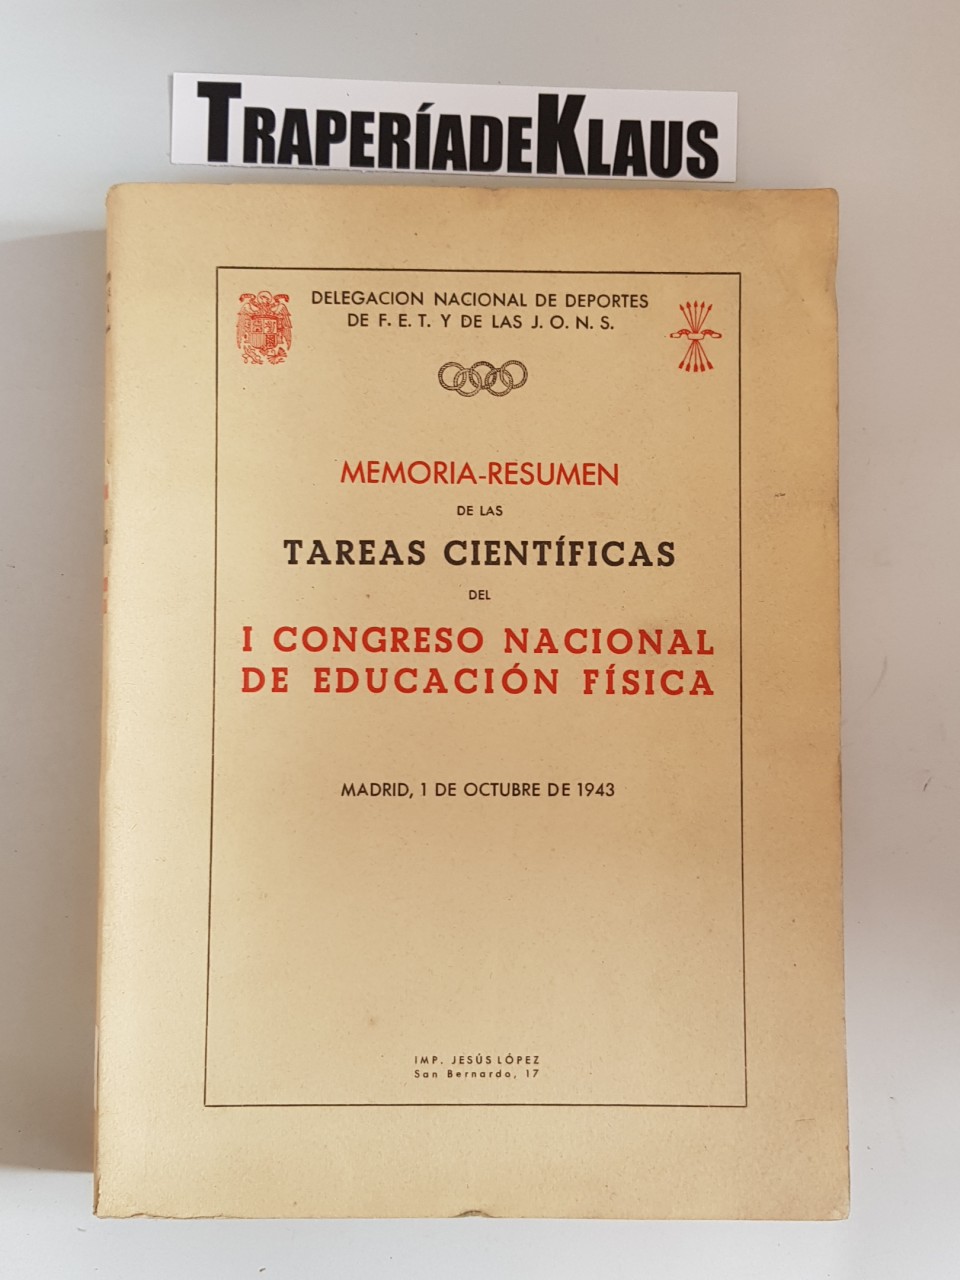 TRAPERÍADEKLAUS
DELEGACION NACIONAL DE DEPORTES
DE F. E. T. Y DE LAS J. O. N. S.
MEMORIA-RESUMEN
DE LAS
TAREAS CIENTÍFICAS
DEL
I CONGRESO NACIONAL
DE EDUCACIÓN FÍSICA
MADRID, 1 DE OCTUBRE DE 1943
IMP. JESÚS LÓPEZ
San Bernardo, 17